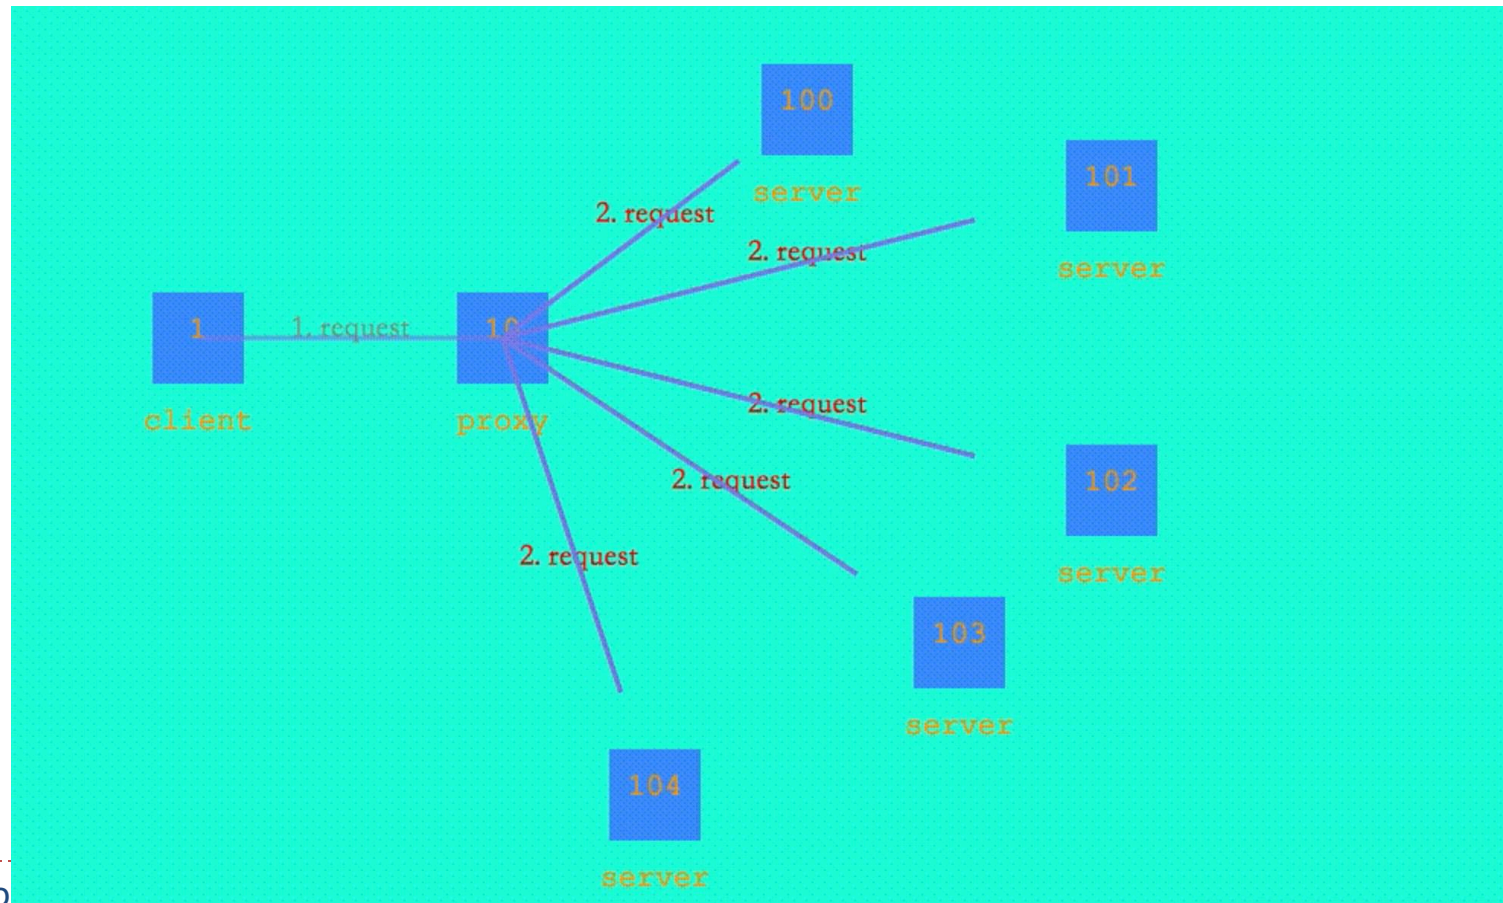 100
server
101
server
2. request
2. request
1
1. request
10
client
proxy
2. request
102
server
2. request
103
server
2. request
104
server